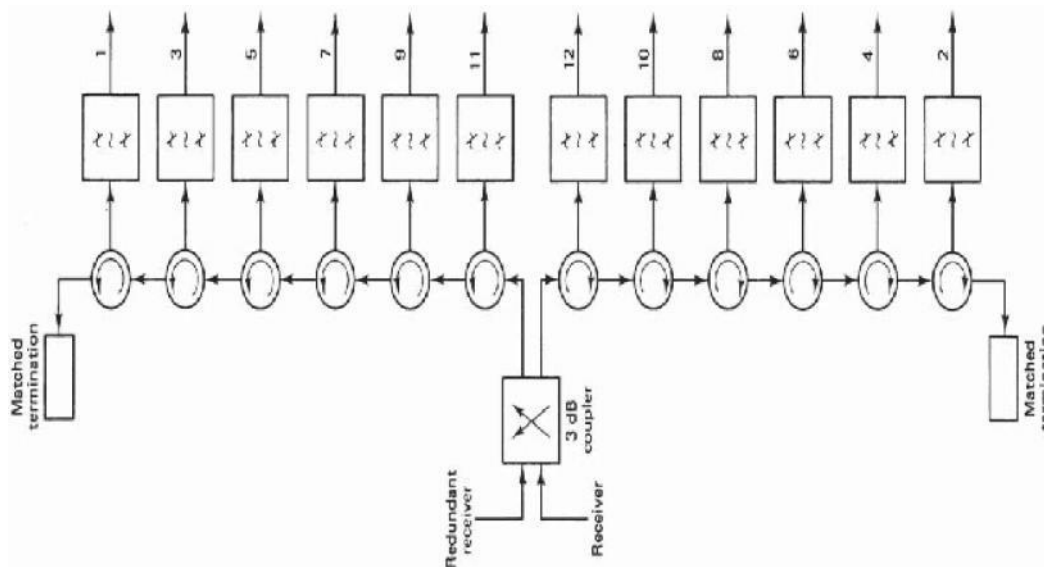 1
3
5
7
9
11
12
10
8
6
4
2
Matched
termination
Matched
3 dB
coupler
Redundant
receiver
Receiver